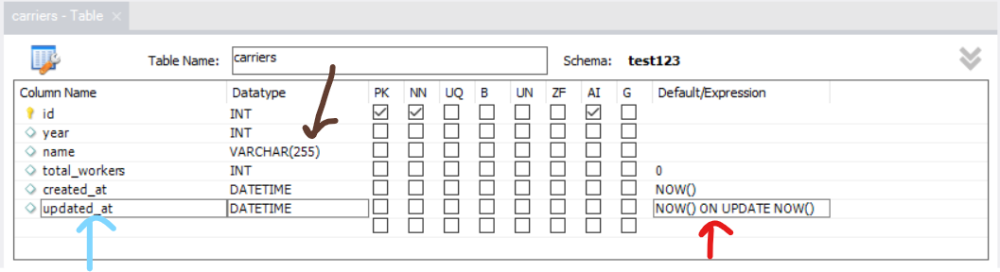 carriers - Table ×
Table Name: carriers Schema: test123
Column Name Datatype PK NN UQ B UN ZF AI G Default/Expression
id INT
year INT
name VARCHAR(255)
total_workers INT 0
created_at DATETIME NOW()
updated_at DATETIME NOW() ON UPDATE NOW()